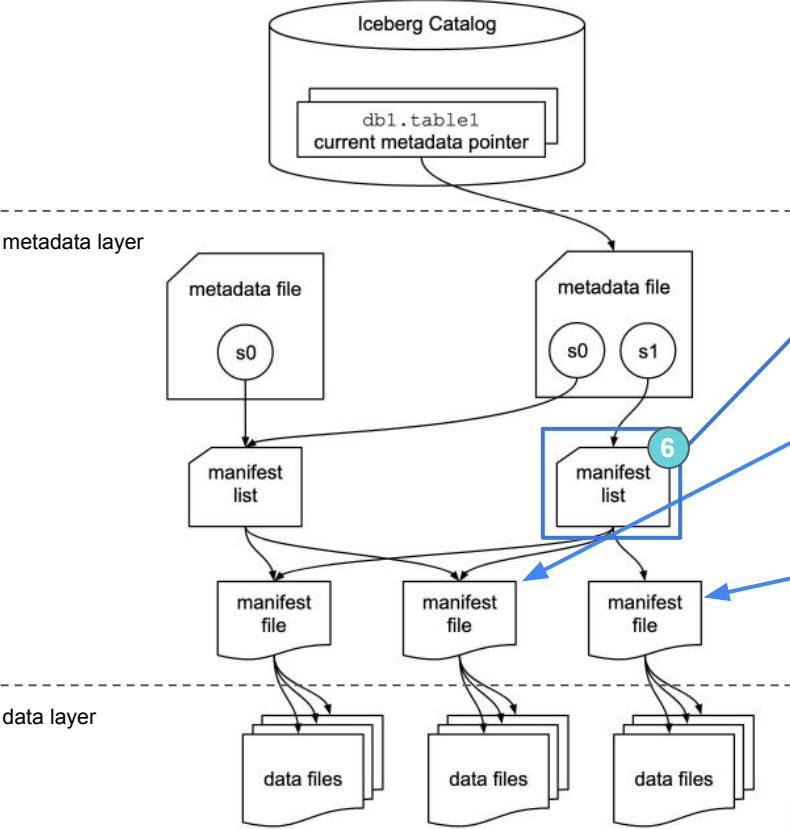 Iceberg Catalog
db1.table1
current metadata pointer
metadata layer
metadata file
s0
metadata file
s0
s1
manifest
list
6
manifest
list
manifest
file
manifest
file
manifest
file
data layer
data files
data files
data files